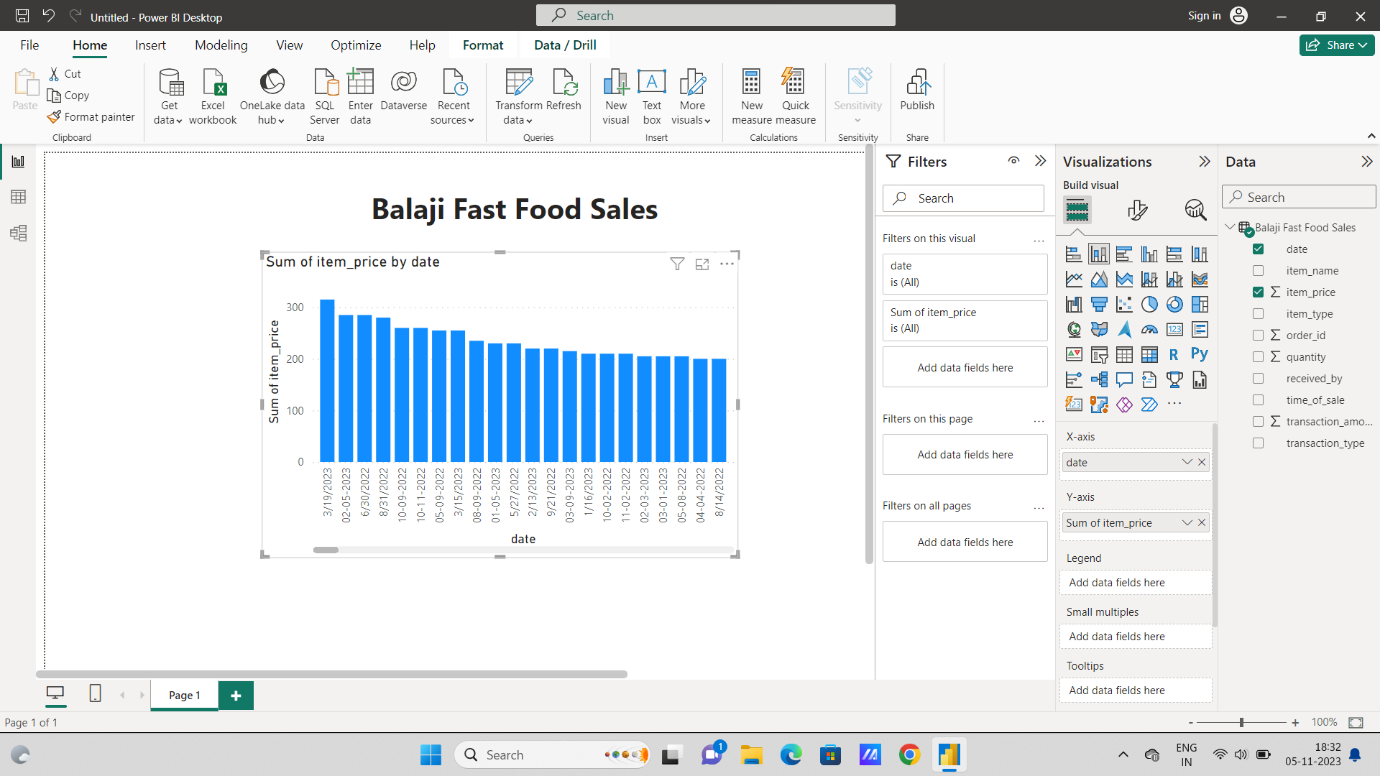 Untitled - Power BI Desktop
Search
Sign in
File Home Insert Modeling View Optimize Help Format Data / Drill
Share
Paste
Cut
Copy
Format painter
Get data
Excel workbook
OneLake data hub
SQL Server
Enter data
Dataverse
Recent sources
Transform data
Refresh
New visual
Text box
More visuals
New measure
Quick measure
Sensitivity
Publish
Clipboard
Data
Queries
Insert
Calculations
Sensitivity
Share
Balaji Fast Food Sales
Sum of item_price by date
Sum of item_price
300
200
100
0
3/19/2023
02-05-2023
6/30/2022
8/31/2022
10-09-2022
10-11-2022
05-09-2022
3/15/2023
08-09-2022
01-05-2023
5/27/2022
2/13/2023
9/21/2022
03-09-2023
1/16/2023
10-02-2022
11-02-2022
02-03-2023
03-01-2023
05-08-2022
04-04-2022
8/14/2022
date
Filters
Search
Filters on this visual
date
is (All)
Sum of item_price
is (All)
Add data fields here
Filters on this page
Add data fields here
Filters on all pages
Add data fields here
Visualizations
Build visual
123
R
Py
123
X-axis
date
Y-axis
Sum of item_price
Legend
Add data fields here
Small multiples
Add data fields here
Tooltips
Add data fields here
Data
Search
Balaji Fast Food Sales
date
item_name
item_price
item_type
order_id
quantity
received_by
time_of_sale
transaction_amo...
transaction_type
Page 1
Page 1 of 1
- + 100%
Search
1
ENG
IN
18:32
05-11-2023